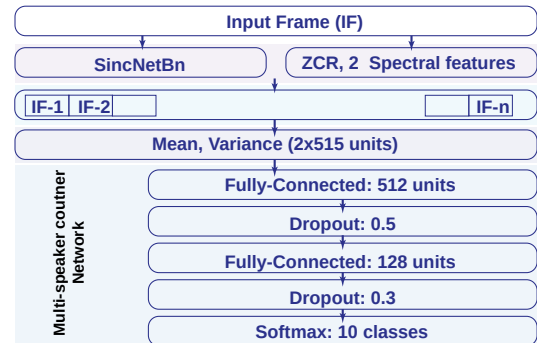 Input Frame (IF)
SincNetBn
ZCR, 2 Spectral features
IF-1 IF-2
IF-n
Mean, Variance (2x515 units)
Multi-speaker coutner
Network
Fully-Connected: 512 units
Dropout: 0.5
Fully-Connected: 128 units
Dropout: 0.3
Softmax: 10 classes